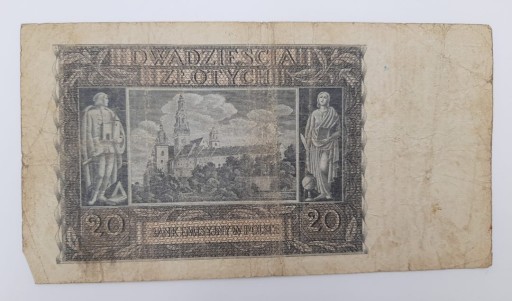 DWADZIEŚCIA
ZŁOTYCH
20
BANK EMISYJNY W POLSCE
20